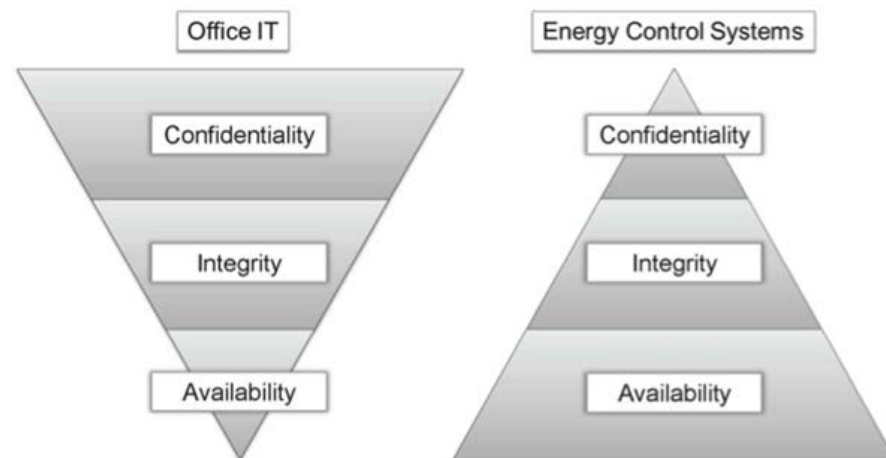 Office IT
Confidentiality
Integrity
Availability
Energy Control Systems
Confidentiality
Integrity
Availability